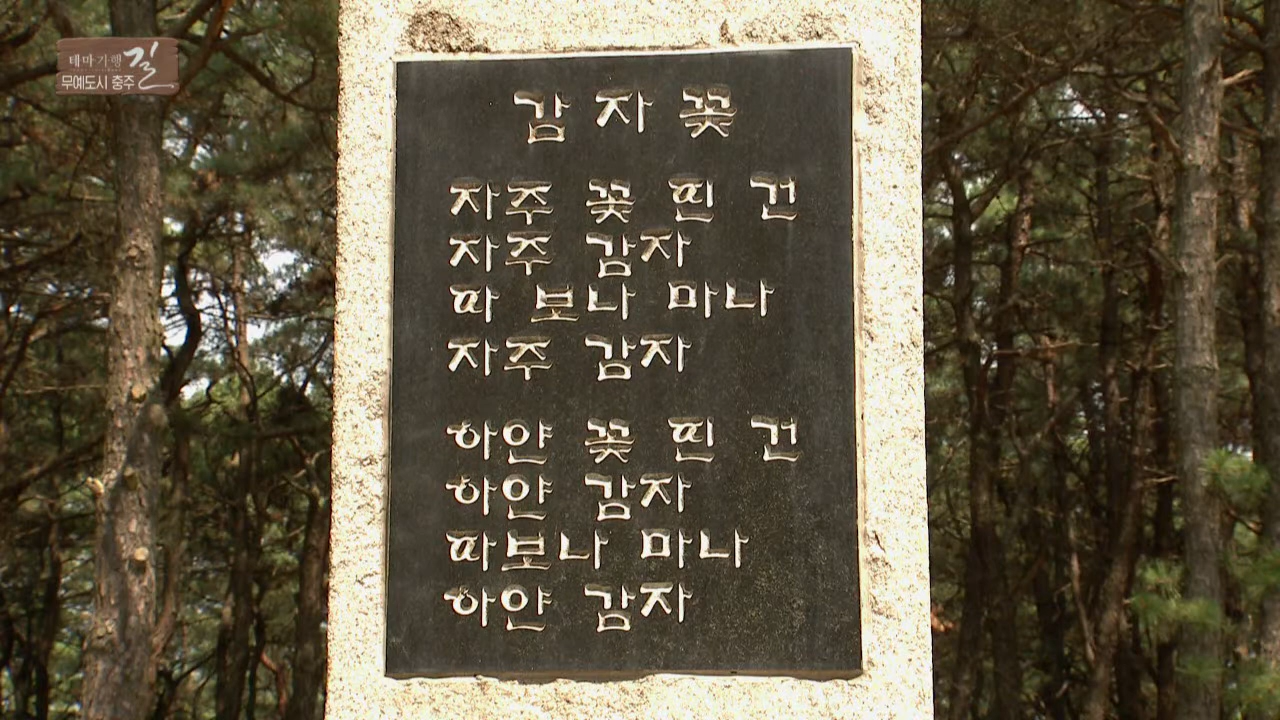 테마기행 길
무예도시 충주
감자꽃
자주 꽃 핀 건
자주 감자
파 보나 마나
자주 감자
하얀 꽃 핀 건
하얀 감자
파보나 마나
하얀 감자